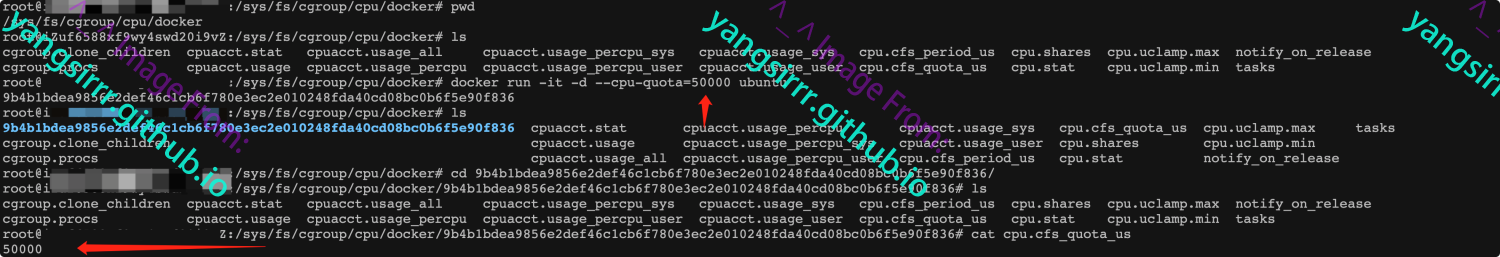 root@i :/sys/fs/cgroup/cpu/docker# pwd
/sys/fs/cgroup/cpu/docker
root@iZuf6588xf9wy4swd20i9vZ:/sys/fs/cgroup/cpu/docker# ls
cgroup.clone_children cpuacct.stat cpuacct.usage_all cpuacct.usage_percpu_sys cpuacct.usage_sys cpu.cfs_period_us cpu.shares cpu.uclamp.max notify_on_release
cgroup.procs cpuacct.usage cpuacct.usage_percpu cpuacct.usage_percpu_user cpuacct.usage_user cpu.cfs_quota_us cpu.stat cpu.uclamp.min tasks
root@ :/sys/fs/cgroup/cpu/docker# docker run -it -d --cpu-quota=50000 ubuntu
9b4b1bdea9856e2def46c1cb6f780e3ec2e010248fda40cd08bc0b6f5e90f836
root@i :/sys/fs/cgroup/cpu/docker# ls
9b4b1bdea9856e2def46c1cb6f780e3ec2e010248fda40cd08bc0b6f5e90f836 cpuacct.stat cpuacct.usage_percpu cpuacct.usage_sys cpu.cfs_quota_us cpu.uclamp.max tasks
cgroup.clone_children cpuacct.usage cpuacct.usage_percpu_sys cpuacct.usage_user cpu.shares cpu.uclamp.min
cgroup.procs cpuacct.usage_all cpuacct.usage_percpu_user cpu.cfs_period_us cpu.stat notify_on_release
root@i :/sys/fs/cgroup/cpu/docker# cd 9b4b1bdea9856e2def46c1cb6f780e3ec2e010248fda40cd08bc0b6f5e90f836/
root@i :/sys/fs/cgroup/cpu/docker/9b4b1bdea9856e2def46c1cb6f780e3ec2e010248fda40cd08bc0b6f5e90f836# ls
cgroup.clone_children cpuacct.stat cpuacct.usage_all cpuacct.usage_percpu_sys cpuacct.usage_sys cpu.cfs_period_us cpu.shares cpu.uclamp.max notify_on_release
cgroup.procs cpuacct.usage cpuacct.usage_percpu cpuacct.usage_percpu_user cpuacct.usage_user cpu.cfs_quota_us cpu.stat cpu.uclamp.min tasks
root@ Z:/sys/fs/cgroup/cpu/docker/9b4b1bdea9856e2def46c1cb6f780e3ec2e010248fda40cd08bc0b6f5e90f836# cat cpu.cfs_quota_us
50000
^_^ Image From:
yangsirrr.github.io
^_^ Image From:
yangsirrr.github.io
^_^
yangsirrr